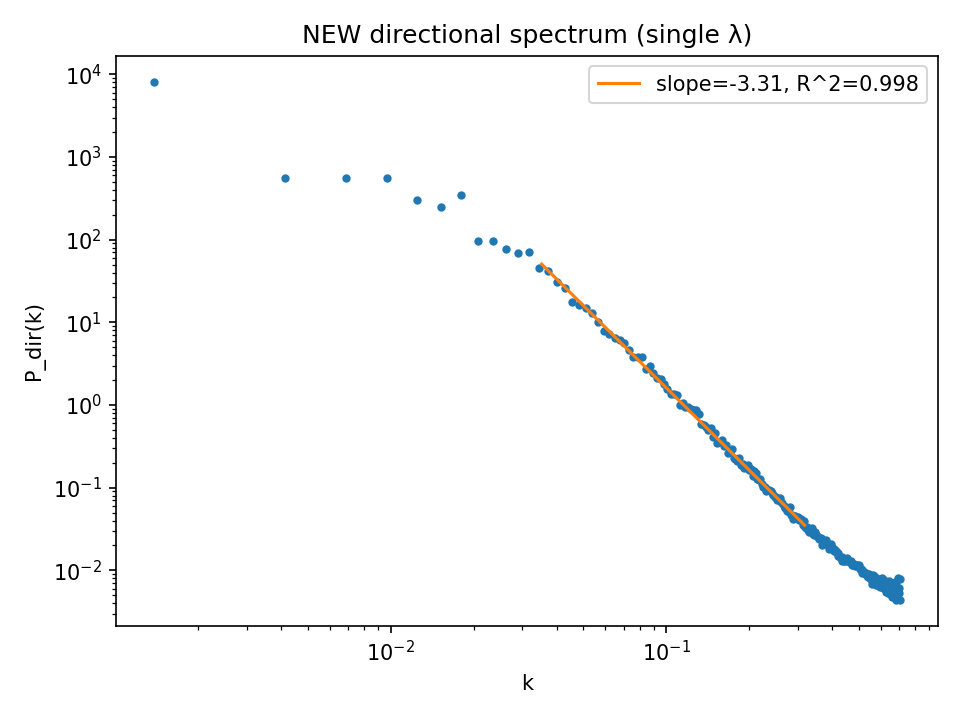 NEW directional spectrum (single λ)
slope=-3.31, R^2=0.998
P_dir(k)
10^4
10^3
10^2
10^1
10^0
10^-1
10^-2
10^-2
10^-1
k